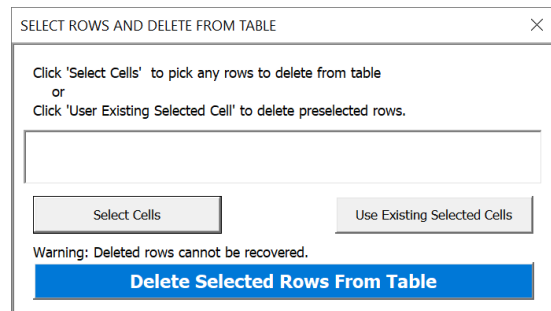 SELECT ROWS AND DELETE FROM TABLE
Click 'Select Cells' to pick any rows to delete from table
or
Click 'User Existing Selected Cell' to delete preselected rows.
Select Cells
Use Existing Selected Cells
Warning: Deleted rows cannot be recovered.
Delete Selected Rows From Table